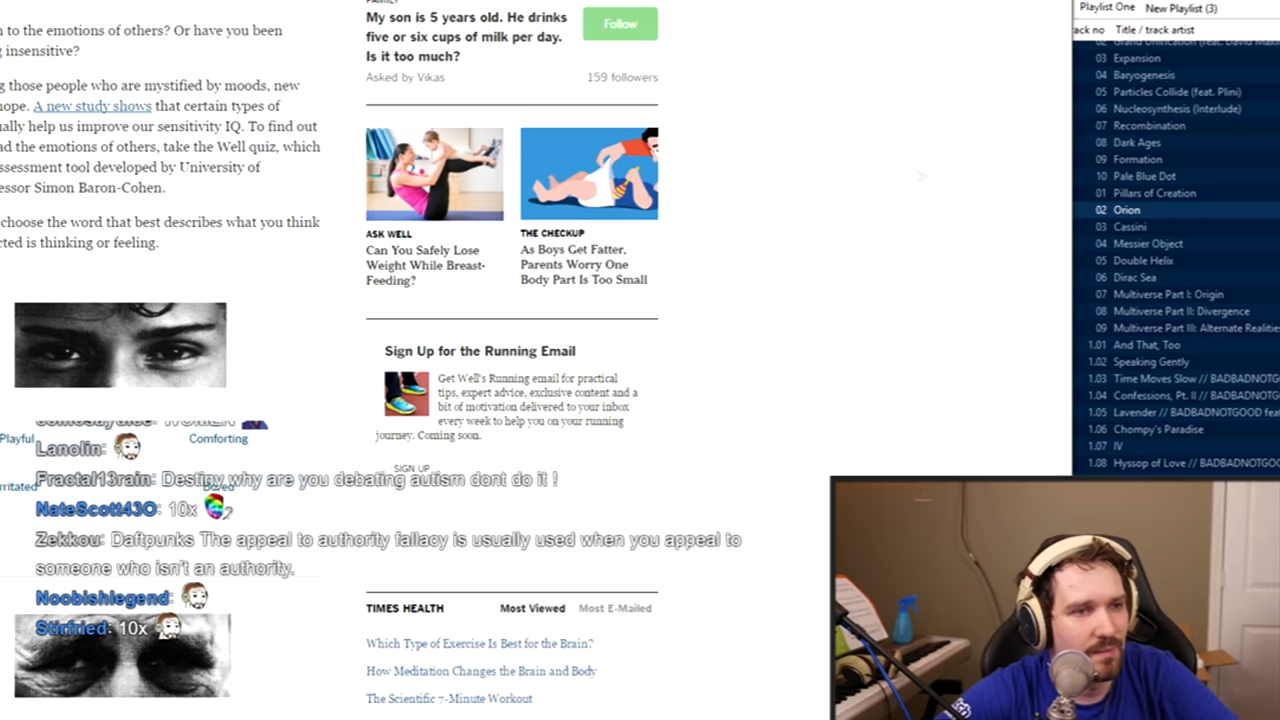 n to the emotions of others? Or have you been
insensitive?
g those people who are mystified by moods, new
hope. A new study shows that certain types of
ually help us improve our sensitivity IQ. To find out
ad the emotions of others, take the Well quiz, which
ssessment tool developed by University of
essor Simon Baron-Cohen.
choose the word that best describes what you think
cted is thinking or feeling.
Playful
Comforting
rritated
Bored
Lanolin:
Fractal13rain: Destiny why are you debating autism dont do it !
NateScott43O: 10x
Zekkou: Daftpunks The appeal to authority fallacy is usually used when you appeal to
someone who isn't an authority.
Noobishlegend:
Stirfried: 10x
FAMILY
My son is 5 years old. He drinks
five or six cups of milk per day.
Is it too much?
Follow
Asked by Vikas
159 followers
ASK WELL
Can You Safely Lose
Weight While Breast-
Feeding?
THE CHECKUP
As Boys Get Fatter,
Parents Worry One
Body Part Is Too Small
Sign Up for the Running Email
Get Well's Running email for practical
tips, expert advice, exclusive content and a
bit of motivation delivered to your inbox
every week to help you on your running
journey. Coming soon.
SIGN UP
TIMES HEALTH
Most Viewed
Most E-Mailed
Which Type of Exercise Is Best for the Brain?
How Meditation Changes the Brain and Body
The Scientific 7-Minute Workout
Playlist One
New Playlist (3)
ack no Title / track artist
02 Grand Unification (feat. David
03 Expansion
04 Baryogenesis
05 Particles Collide (feat. Plini)
06 Nucleosynthesis (Interlude)
07 Recombination
08 Dark Ages
09 Formation
10 Pale Blue Dot
01 Pillars of Creation
02 Orion
03 Cassini
04 Messier Object
05 Double Helix
06 Dirac Sea
07 Multiverse Part I: Origin
08 Multiverse Part II: Divergence
09 Multiverse Part III: Alternate Realitie
1.01 And That, Too
1.02 Speaking Gently
1.03 Time Moves Slow // BADBADNOTG
1.04 Confessions, Pt. II // BADBADNOT
1.05 Lavender // BADBADNOTGOOD fea
1.06 Chompy's Paradise
1.07 IV
1.08 Hyssop of Love // BADBADNOTGOO